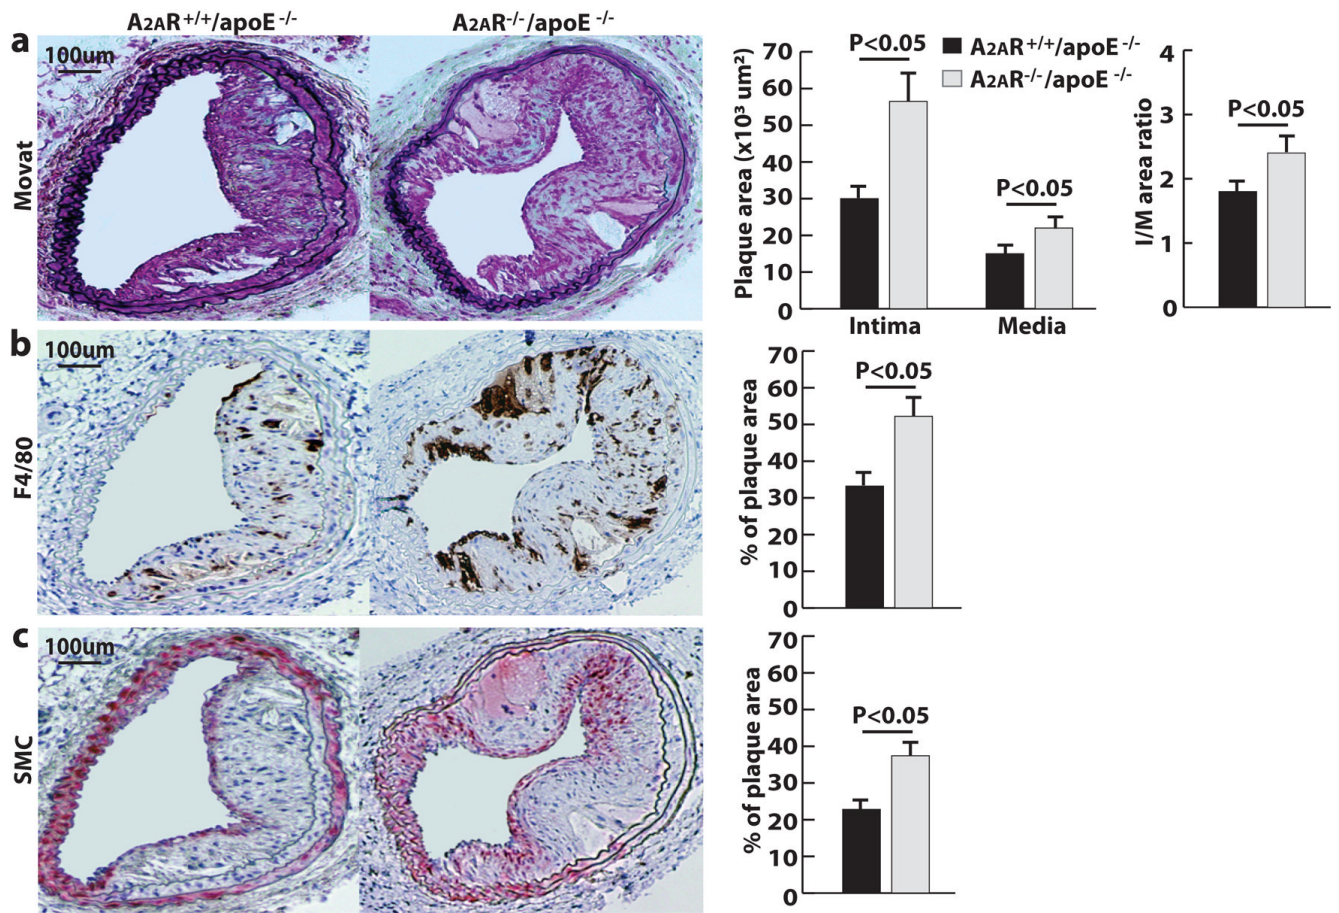 A2AR+/+/apoE-/-
A2AR-/-/apoE-/-
a
100um
Movat
Plaque area (x10³ um²)
70
60
50
40
30
20
10
0
P<0.05
P<0.05
Intima
Media
A2AR+/+/apoE-/-
A2AR-/-/apoE-/-
I/M area ratio
4
3
2
1
0
P<0.05
b
100um
F4/80
% of plaque area
70
60
50
40
30
20
10
0
P<0.05
c
100um
SMC
% of plaque area
70
60
50
40
30
20
10
0
P<0.05